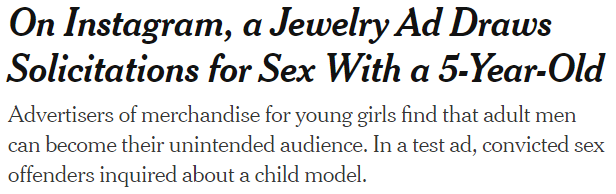 On Instagram, a Jewelry Ad Draws
Solicitations for Sex With a 5-Year-Old
Advertisers of merchandise for young girls find that adult men
can become their unintended audience. In a test ad, convicted sex
offenders inquired about a child model.